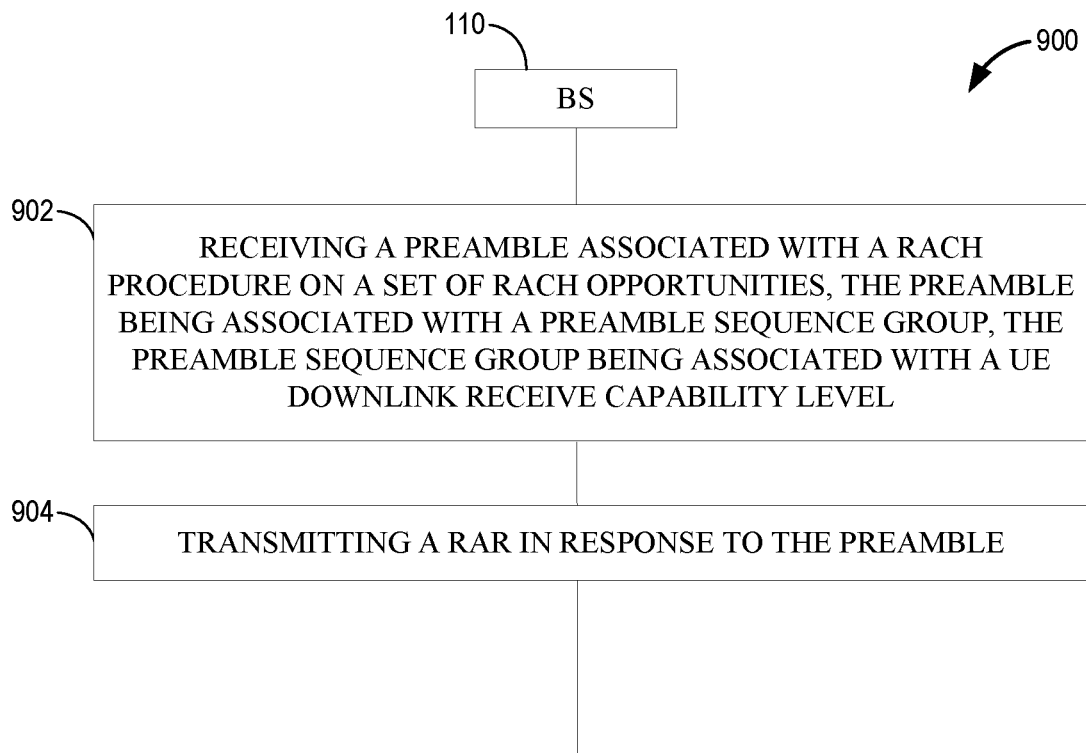 110
900
BS
902
RECEIVING A PREAMBLE ASSOCIATED WITH A RACH
PROCEDURE ON A SET OF RACH OPPORTUNITIES, THE PREAMBLE
BEING ASSOCIATED WITH A PREAMBLE SEQUENCE GROUP, THE
PREAMBLE SEQUENCE GROUP BEING ASSOCIATED WITH A UE
DOWNLINK RECEIVE CAPABILITY LEVEL
904
TRANSMITTING A RAR IN RESPONSE TO THE PREAMBLE